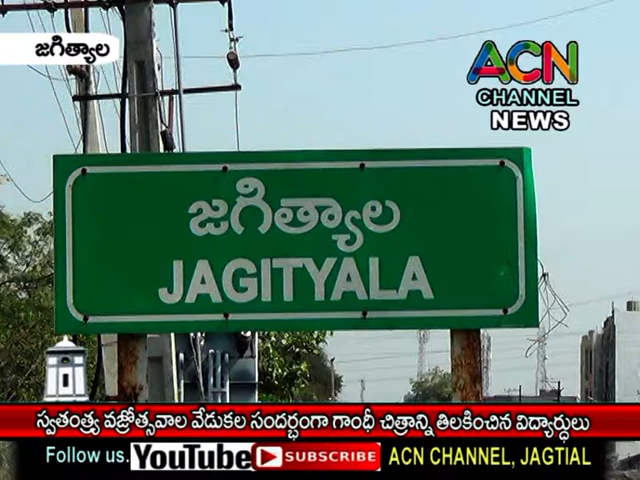 జగిత్యాల
ACN
CHANNEL
NEWS
జగిత్యాల
JAGITYALA
స్వతంత్ర్య వజ్రోత్సవాల వేడుకల సందర్భంగా గాంధీ చిత్రాన్ని తిలకించిన విద్యార్ధులు
Follow us. YouTube SUBSCRIBE ACN CHANNEL, JAGTIAL